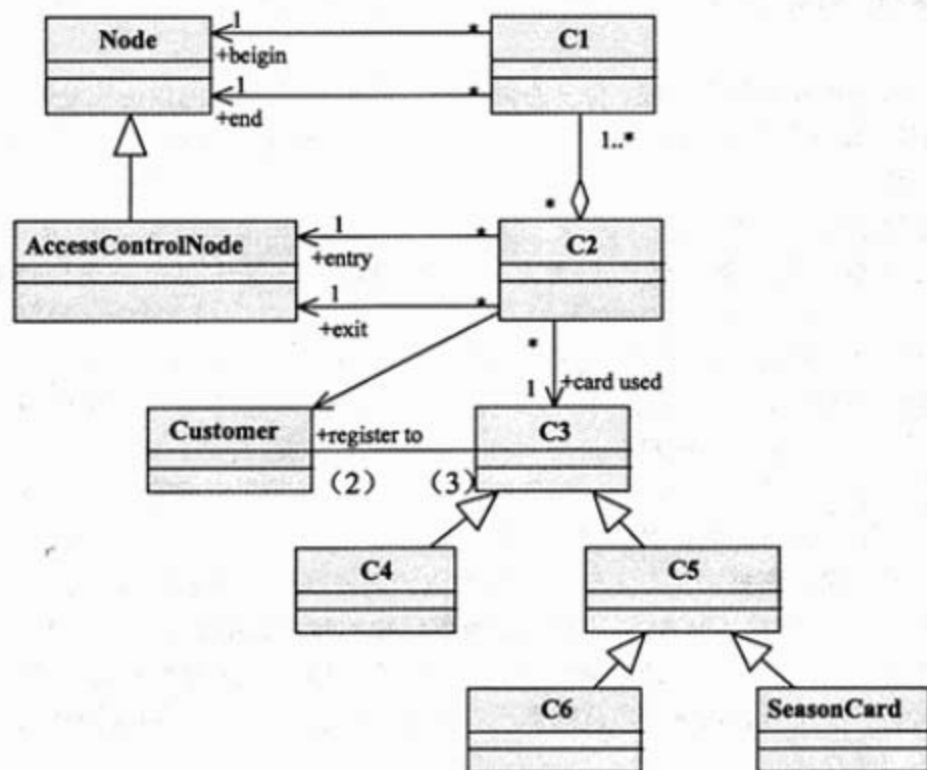 1
*
Node
C1
+beigin
1
*
+end
1..*
*
1
*
AccessControlNode
C2
+entry
1
*
+exit
*
1
+card used
Customer
+register to
C3
(2)
(3)
C4
C5
C6
SeasonCard